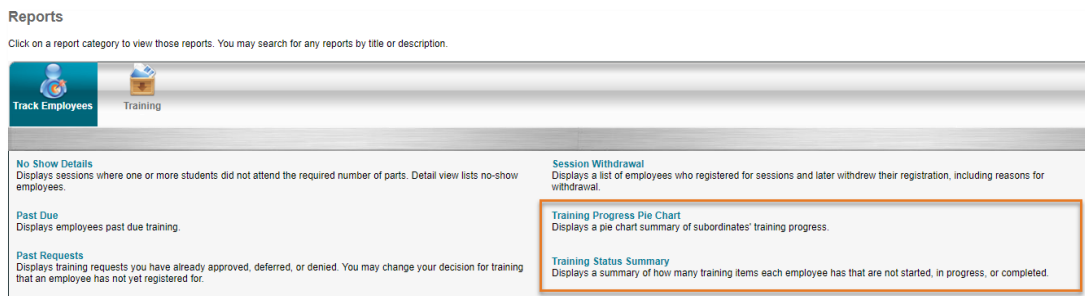 Reports
Click on a report category to view those reports. You may search for any reports by title or description.
Track Employees
Training
No Show Details
Displays sessions where one or more students did not attend the required number of parts. Detail view lists no-show
employees.
Past Due
Displays employees past due training.
Past Requests
Displays training requests you have already approved, deferred, or denied. You may change your decision for training
that an employee has not yet registered for.
Session Withdrawal
Displays a list of employees who registered for sessions and later withdrew their registration, including reasons for
withdrawal.
Training Progress Pie Chart
Displays a pie chart summary of subordinates' training progress.
Training Status Summary
Displays a summary of how many training items each employee has that are not started, in progress, or completed.